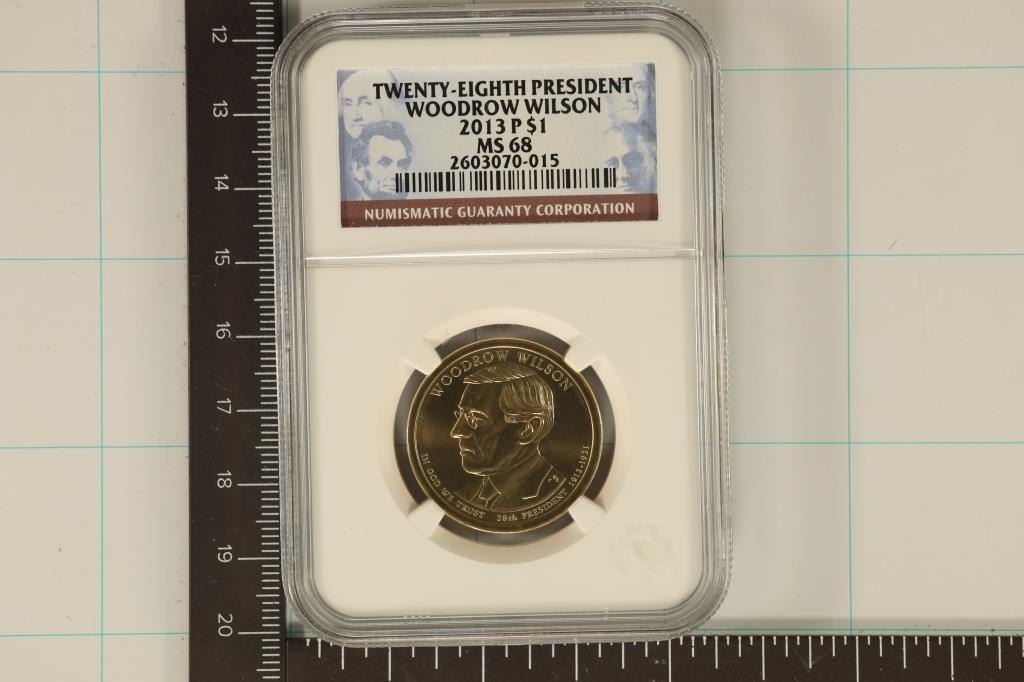 TWENTY-EIGHTH PRESIDENT
WOODROW WILSON
2013 P $1
MS 68
2603070-015
NUMISMATIC GUARANTY CORPORATION
WOODROW WILSON
IN GOD WE TRUST 28th PRESIDENT 1913-1921
12
13
14
15
16
17
18
19
20